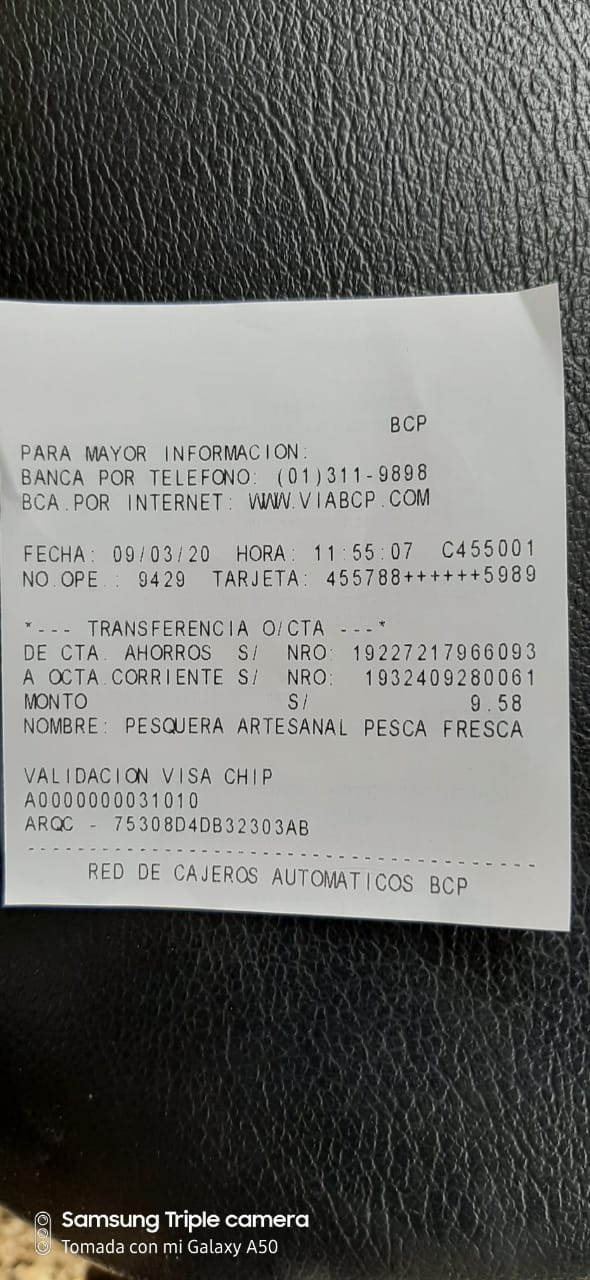 BCP
PARA MAYOR INFORMACION:
BANCA POR TELEFONO: (01)311-9898
BCA.POR INTERNET: WWW.VIABCP.COM
FECHA: 09/03/20 HORA: 11:55:07 C455001
NO.OPE.: 9429 TARJETA: 455788++++++5989
*--- TRANSFERENCIA O/CTA ---*
DE CTA. AHORROS S/ NRO: 19227217966093
A OCTA.CORRIENTE S/ NRO: 1932409280061
MONTO S/ 9.58
NOMBRE: PESQUERA ARTESANAL PESCA FRESCA
VALIDACION VISA CHIP
A0000000031010
ARQC - 75308D4DB32303AB
--------------------------------------
RED DE CAJEROS AUTOMATICOS BCP
Samsung Triple camera
Tomada con mi Galaxy A50